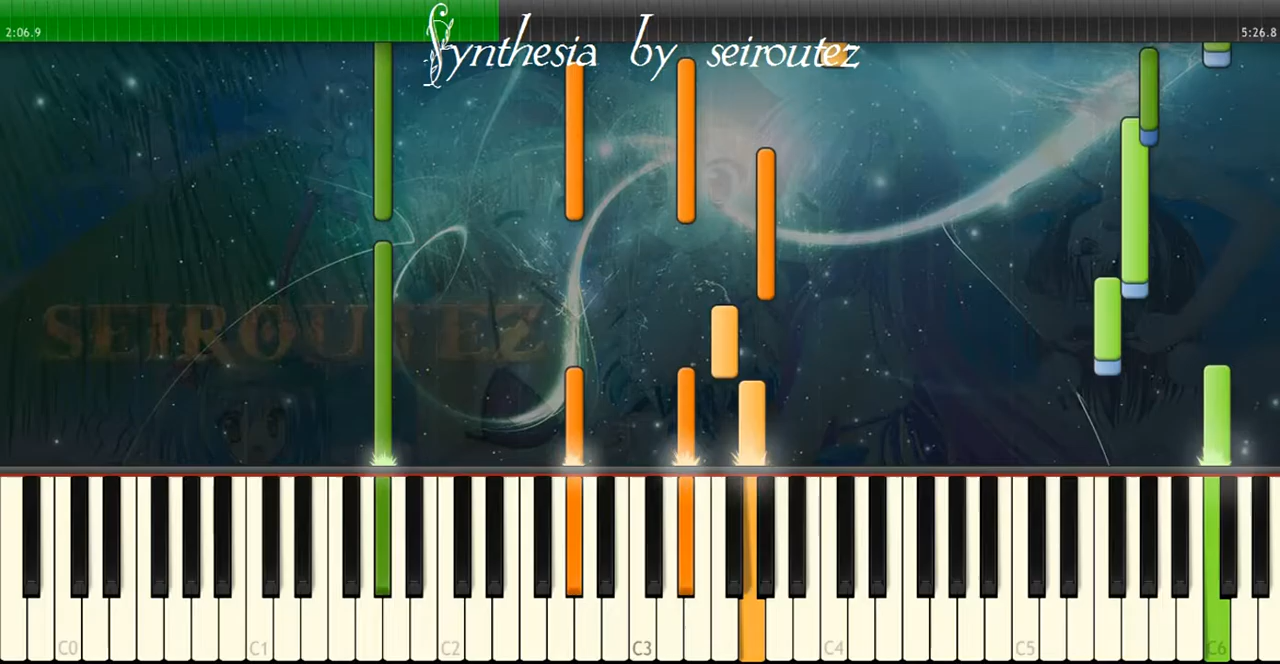 2:06.9
5:26.8
Synthesia by seiroutez
SEIROUTEZ
C0 C1 C2 C3 C4 C5 C6